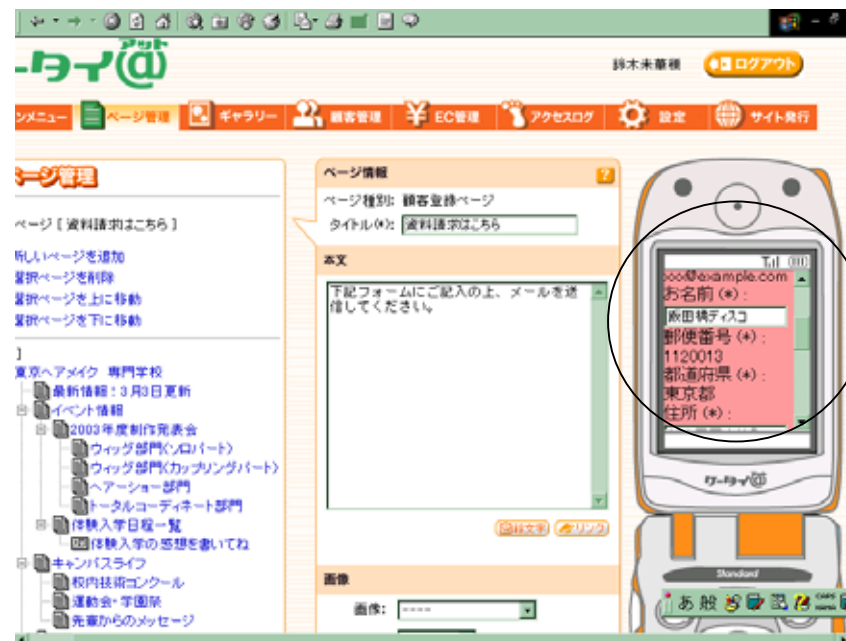 ータイ@
アット
鈴木未華穂
ログアウト
ンメニュー
ページ管理
ギャラリー
顧客管理
EC管理
アクセスログ
設定
サイト発行
ページ管理
ページ [ 資料請求はこちら ]
新しいページを追加
選択ページを削除
選択ページを上に移動
選択ページを下に移動
]
東京ヘアメイク 専門学校
最新情報！3月3日更新
イベント情報
2003年度制作発表会
ウィッグ部門(ソロパート)
ウィッグ部門(カップリングパート)
ヘアーショー部門
トータルコーディネート部門
体験入学日程一覧
体験入学の感想を書いてね
キャンパスライフ
校内技術コンクール
運動会・学園祭
先輩からのメッセージ
ページ情報
?
ページ種別: 顧客登録ページ
タイトル(*): 資料請求はこちら
本文
下記フォームにご記入の上、メールを送
信してください。
絵文字
リンク
画像
画像: ----
xxx@example.com
お名前 (*) :
飯田橋ディスコ
郵便番号 (*) :
1120013
都道府県 (*) :
東京都
住所 (*) :
ケータイ@
Standard
あ 般
CAPS